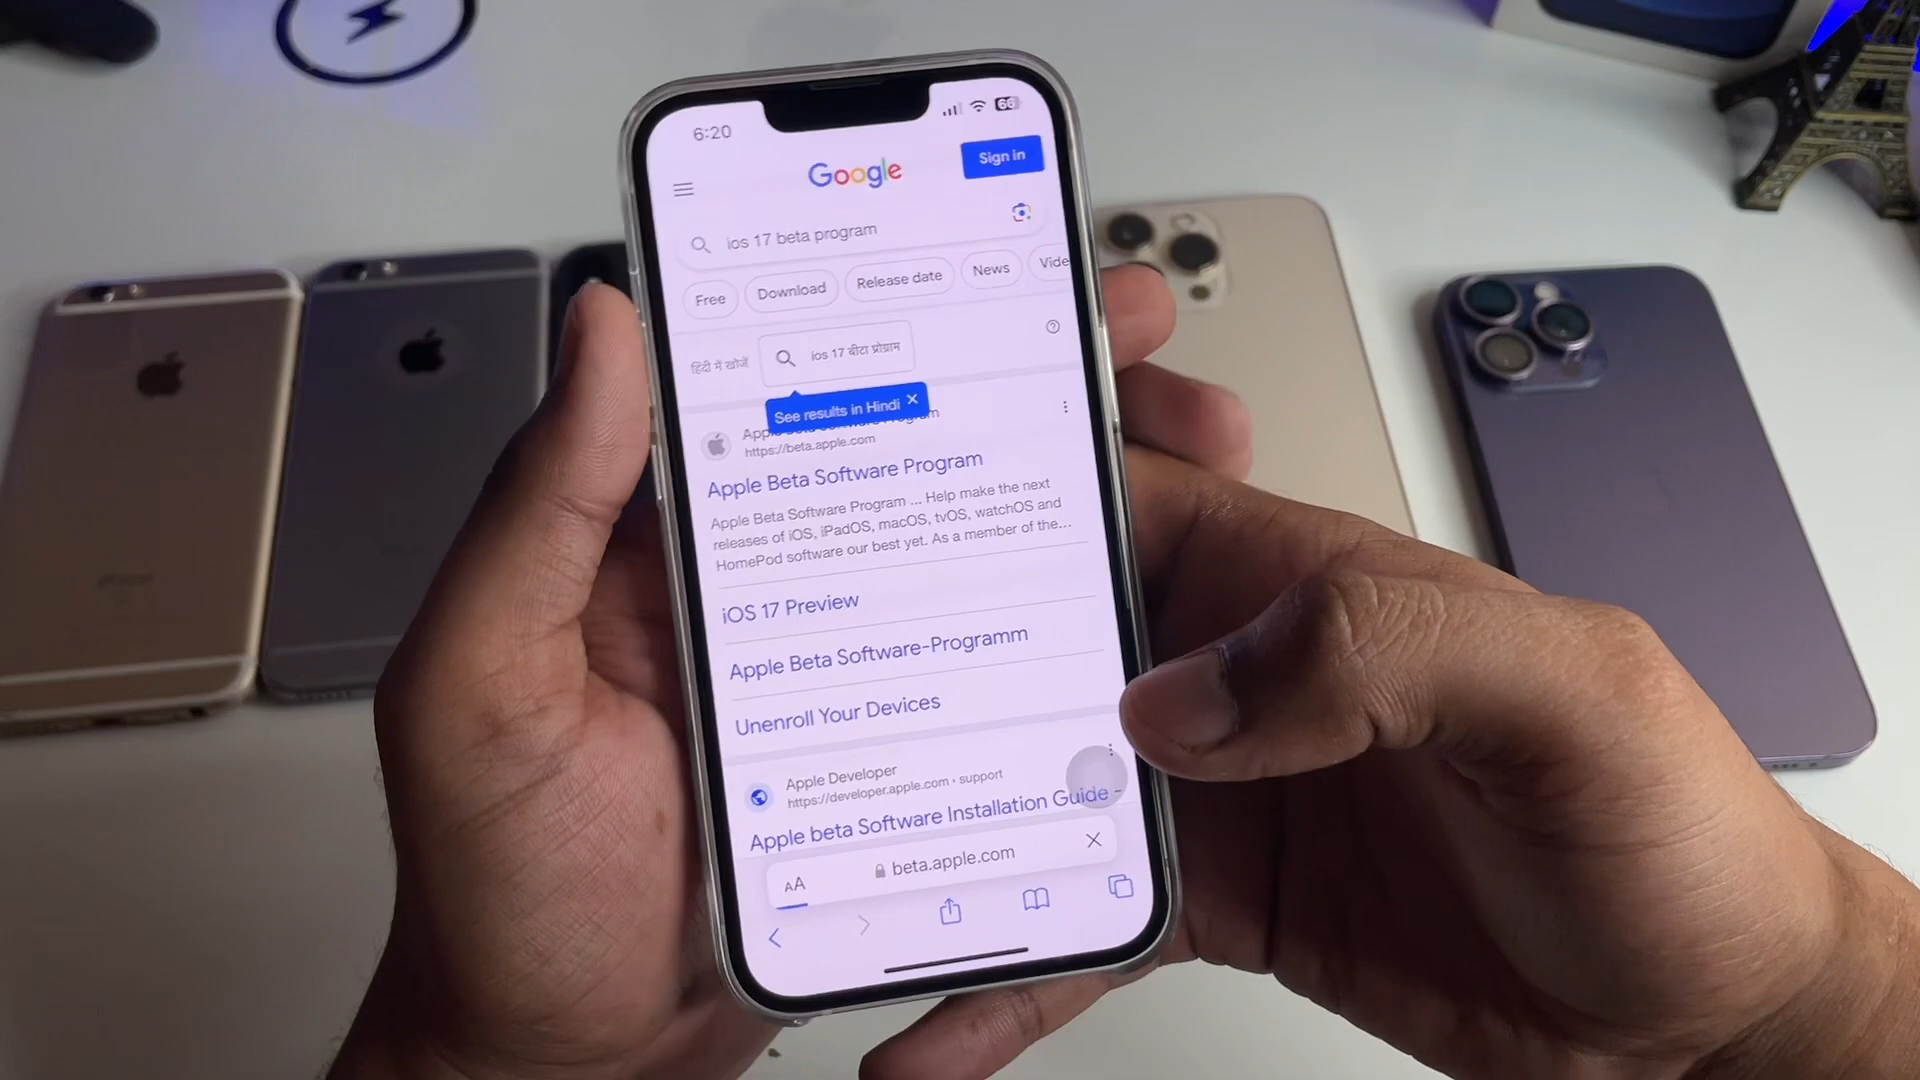 6:20
66
Google
Sign in
ios 17 beta program
Free
Download
Release date
News
Vide
हिंदी में खोजें
ios 17 बीटा प्रोग्राम
See results in Hindi
https://beta.apple.com
Apple Beta Software Program
Apple Beta Software Program ... Help make the next
releases of iOS, iPadOS, macOS, tvOS, watchOS and
HomePod software our best yet. As a member of the...
iOS 17 Preview
Apple Beta Software-Programm
Unenroll Your Devices
Apple Developer
https://developer.apple.com › support
Apple beta Software Installation Guide -
AA
beta.apple.com